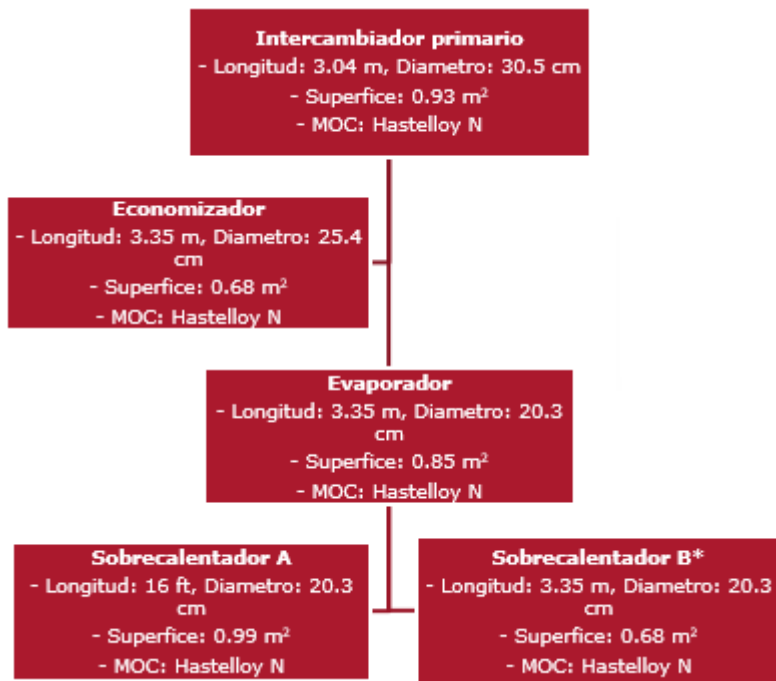 Intercambiador primario
- Longitud: 3.04 m, Diametro: 30.5 cm
- Superfice: 0.93 m²
- MOC: Hastelloy N
Economizador
- Longitud: 3.35 m, Diametro: 25.4
cm
- Superfice: 0.68 m²
- MOC: Hastelloy N
Evaporador
- Longitud: 3.35 m, Diametro: 20.3
cm
- Superfice: 0.85 m²
- MOC: Hastelloy N
Sobrecalentador A
- Longitud: 16 ft, Diametro: 20.3
cm
- Superfice: 0.99 m²
- MOC: Hastelloy N
Sobrecalentador B*
- Longitud: 3.35 m, Diametro: 20.3
cm
- Superfice: 0.68 m²
- MOC: Hastelloy N